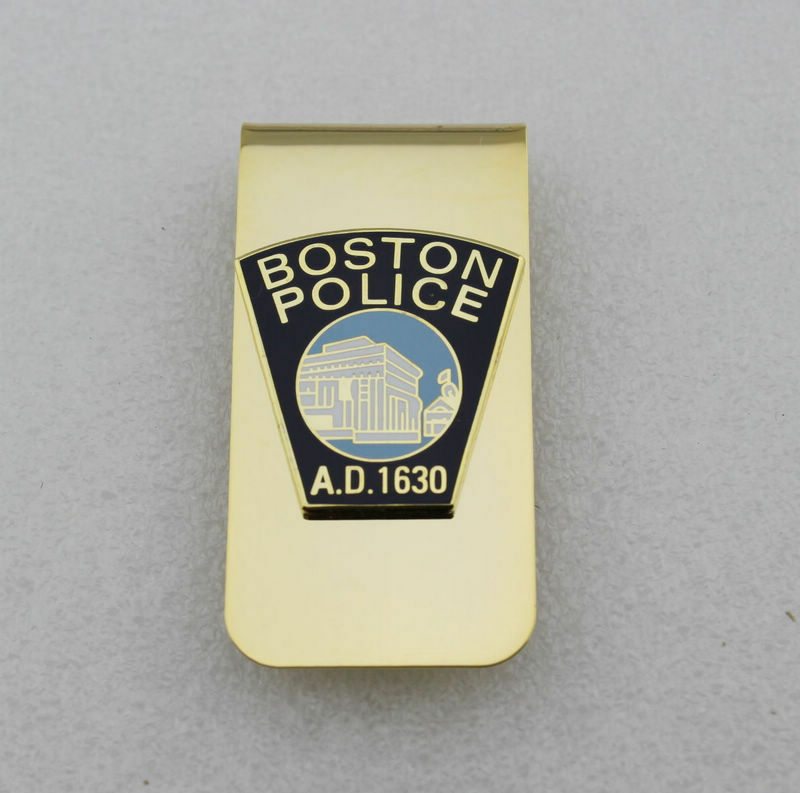 BOSTON
POLICE
A.D. 1630